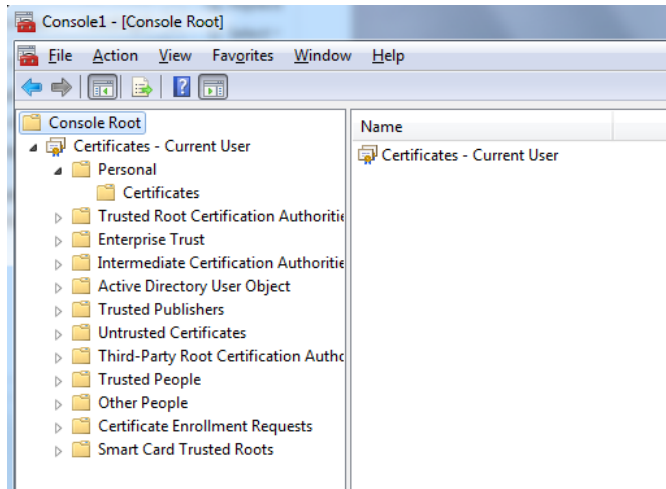 Console1 - [Console Root]
File Action View Favorites Window Help
Console Root
Certificates - Current User
Personal
Certificates
Trusted Root Certification Authoritie
Enterprise Trust
Intermediate Certification Authoritie
Active Directory User Object
Trusted Publishers
Untrusted Certificates
Third-Party Root Certification Autho
Trusted People
Other People
Certificate Enrollment Requests
Smart Card Trusted Roots
Name
Certificates - Current User